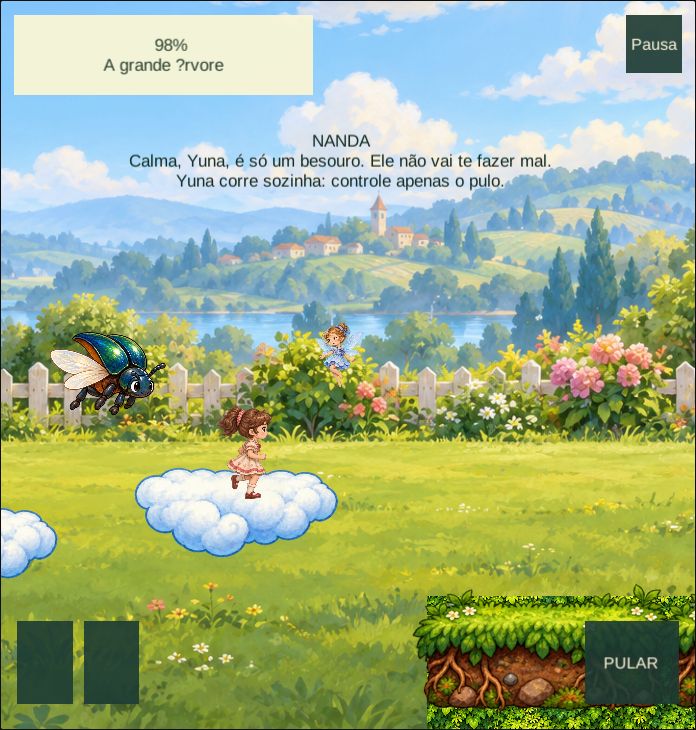 98%
A grande ?rvore
Pausa
NANDA
Calma, Yuna, é só um besouro. Ele não vai te fazer mal.
Yuna corre sozinha: controle apenas o pulo.
PULAR